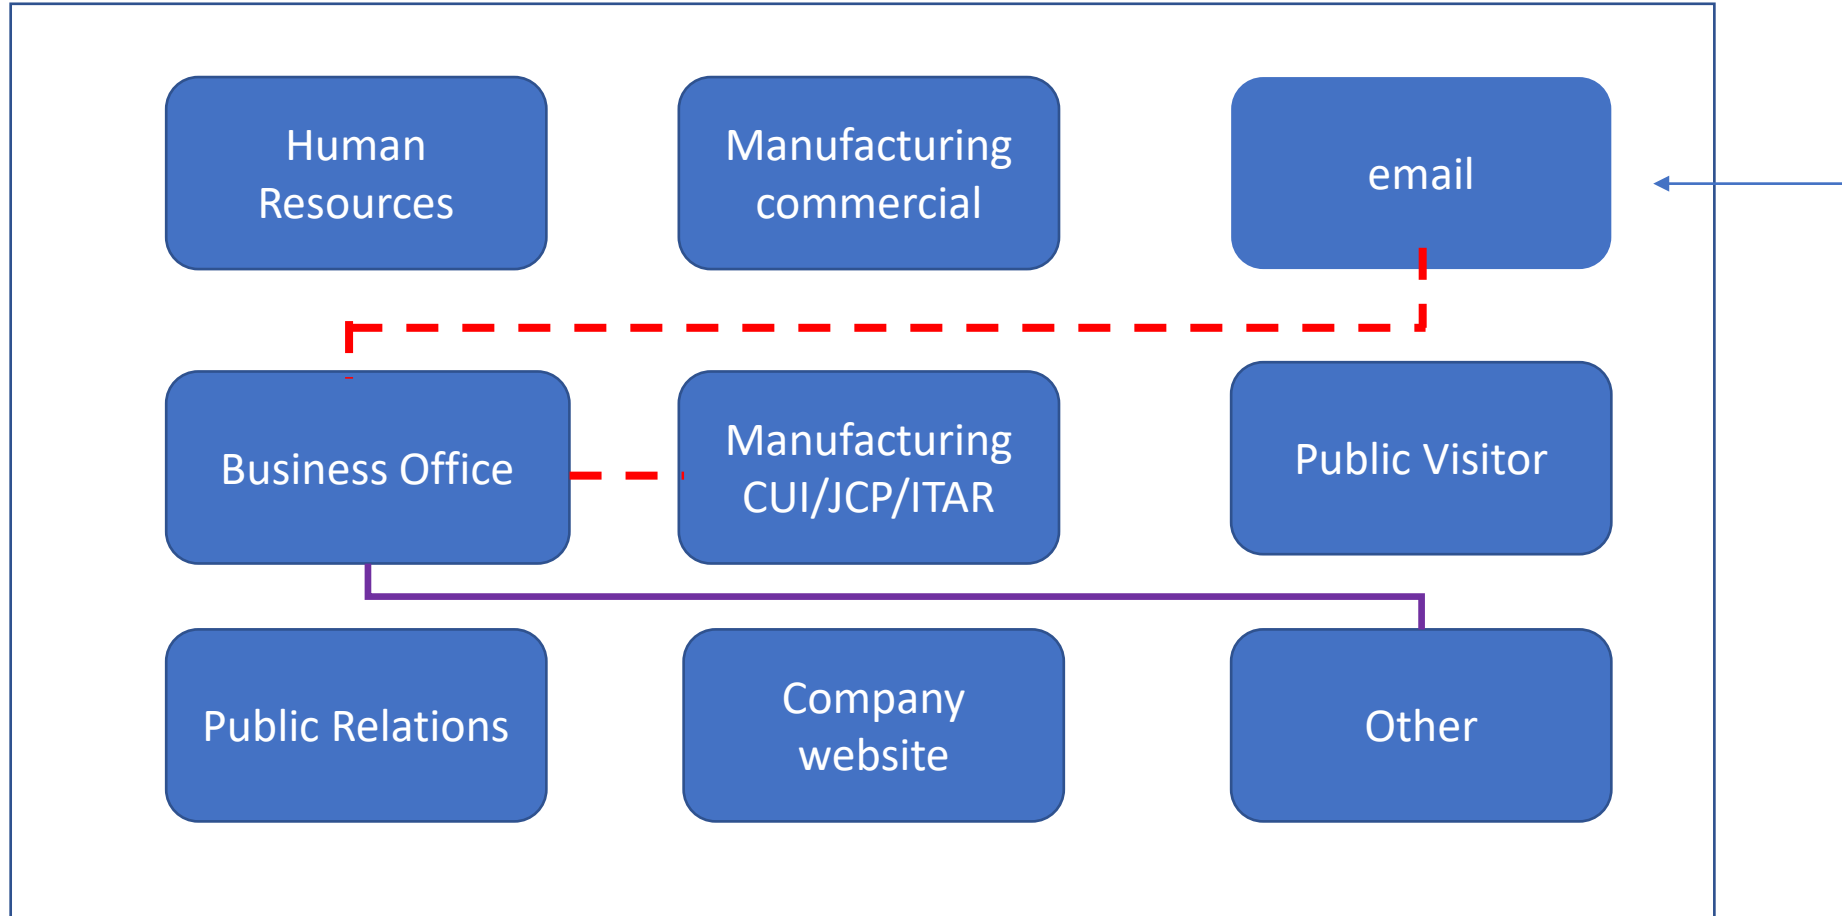 Human
Resources
Manufacturing
commercial
email
Business Office
Manufacturing
CUI/JCP/ITAR
Public Visitor
Public Relations
Company
website
Other